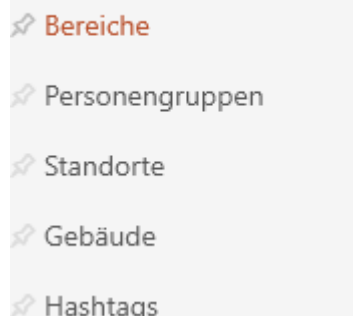 Bereiche
Personengruppen
Standorte
Gebäude
Hashtags